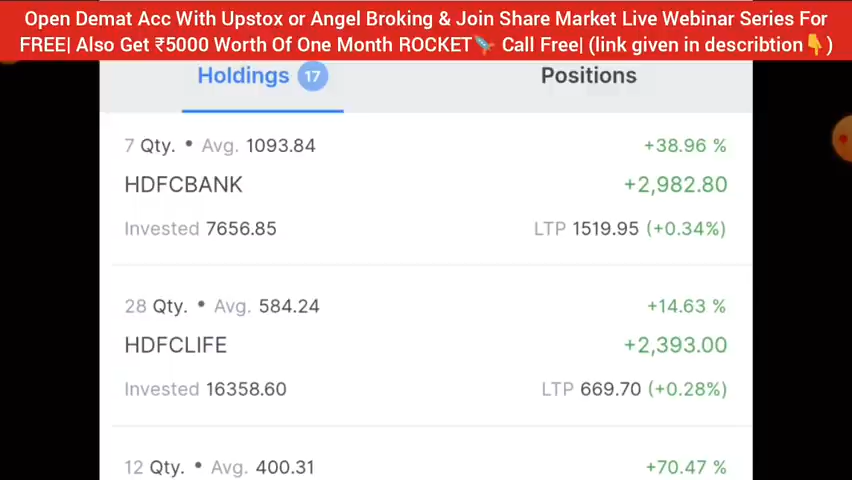 Open Demat Acc With Upstox or Angel Broking & Join Share Market Live Webinar Series For
FREE| Also Get ₹5000 Worth Of One Month ROCKET🚀 Call Free| (link given in describtion👇)
Holdings 17 Positions
7 Qty. • Avg. 1093.84 +38.96 %
HDFCBANK +2,982.80
Invested 7656.85 LTP 1519.95 (+0.34%)
28 Qty. • Avg. 584.24 +14.63 %
HDFCLIFE +2,393.00
Invested 16358.60 LTP 669.70 (+0.28%)
12 Qty. • Avg. 400.31 +70.47 %